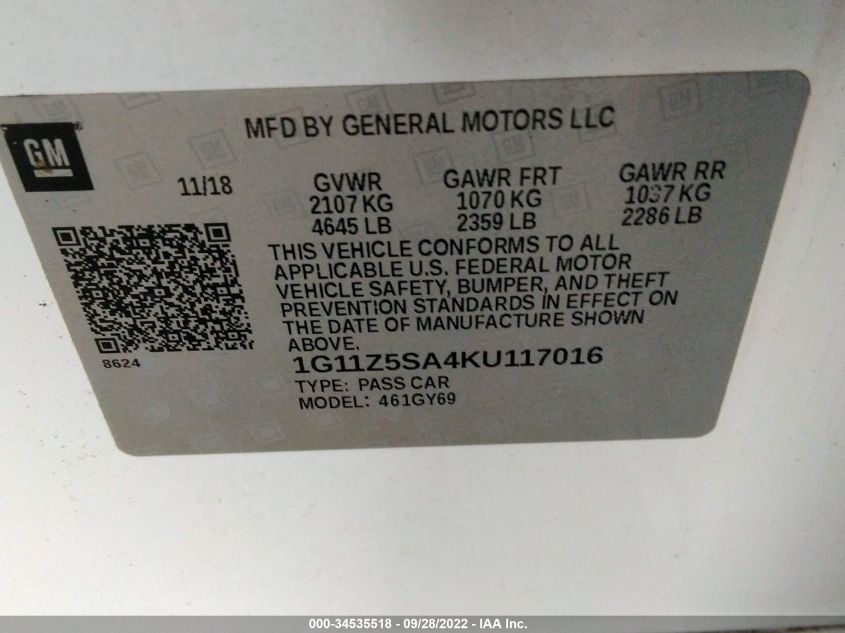 GM
MFD BY GENERAL MOTORS LLC
11/18
GVWR
2107 KG
4645 LB
GAWR FRT
1070 KG
2359 LB
GAWR RR
1037 KG
2286 LB
THIS VEHICLE CONFORMS TO ALL
APPLICABLE U.S. FEDERAL MOTOR
VEHICLE SAFETY, BUMPER, AND THEFT
PREVENTION STANDARDS IN EFFECT ON
THE DATE OF MANUFACTURE SHOWN
ABOVE.
8624
1G11Z5SA4KU117016
TYPE: PASS CAR
MODEL: 461GY69
000-34535518 - 09/28/2022 - IAA Inc.